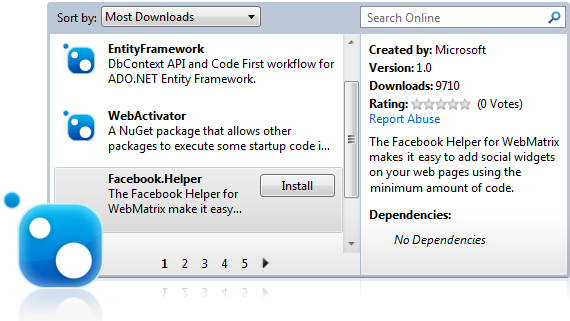 Sort by: Most Downloads
Search Online
EntityFramework
DbContext API and Code First workflow for
ADO.NET Entity Framework.
WebActivator
A NuGet package that allows other
packages to execute some startup code i...
Facebook.Helper
The Facebook Helper for
WebMatrix make it easy...
Install
1 2 3 4 5
Created by: Microsoft
Version: 1.0
Downloads: 9710
Rating: (0 Votes)
Report Abuse
The Facebook Helper for WebMatrix
makes it easy to add social widgets
on your web pages using the
minimum amount of code.
Dependencies:
No Dependencies